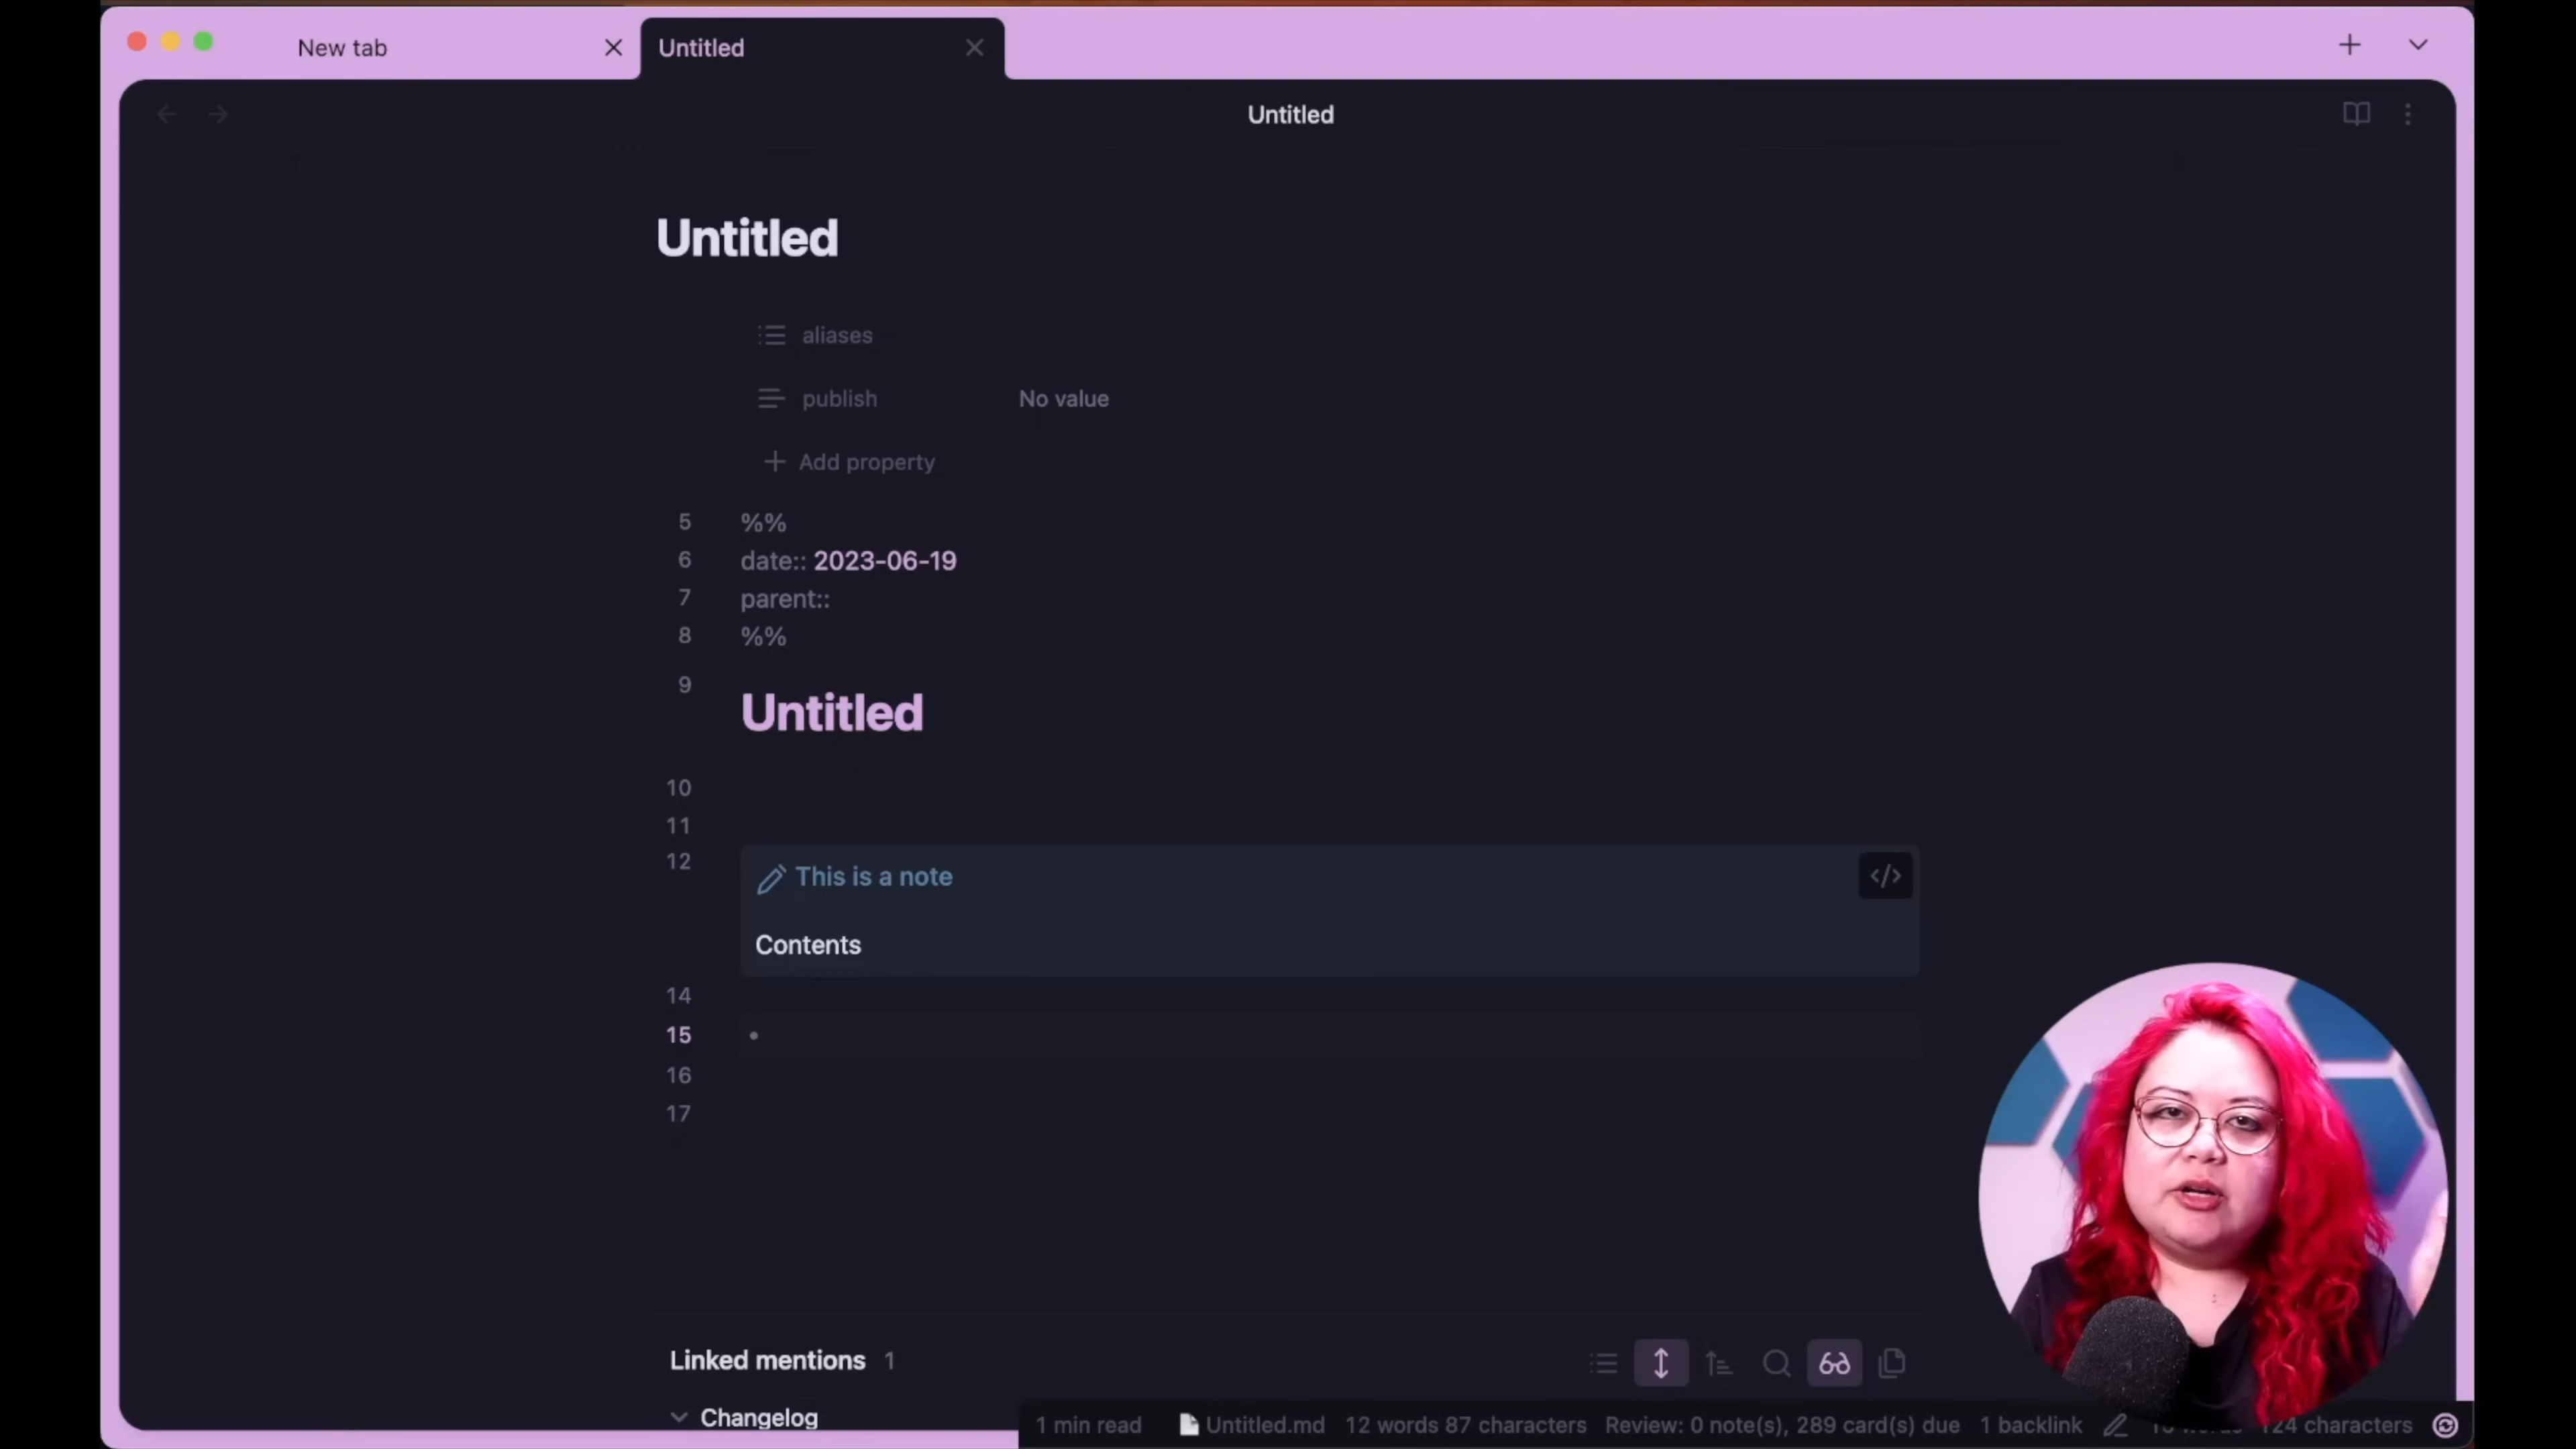 New tab
Untitled
Untitled
Untitled
aliases
publish No value
Add property
5 %%
6 date:: 2023-06-19
7 parent::
8 %%
9 Untitled
10
11
12 This is a note
Contents
14
15
16
17
Linked mentions 1
Changelog
1 min read Untitled.md 12 words 87 characters Review: 0 note(s), 289 card(s) due 1 backlink characters